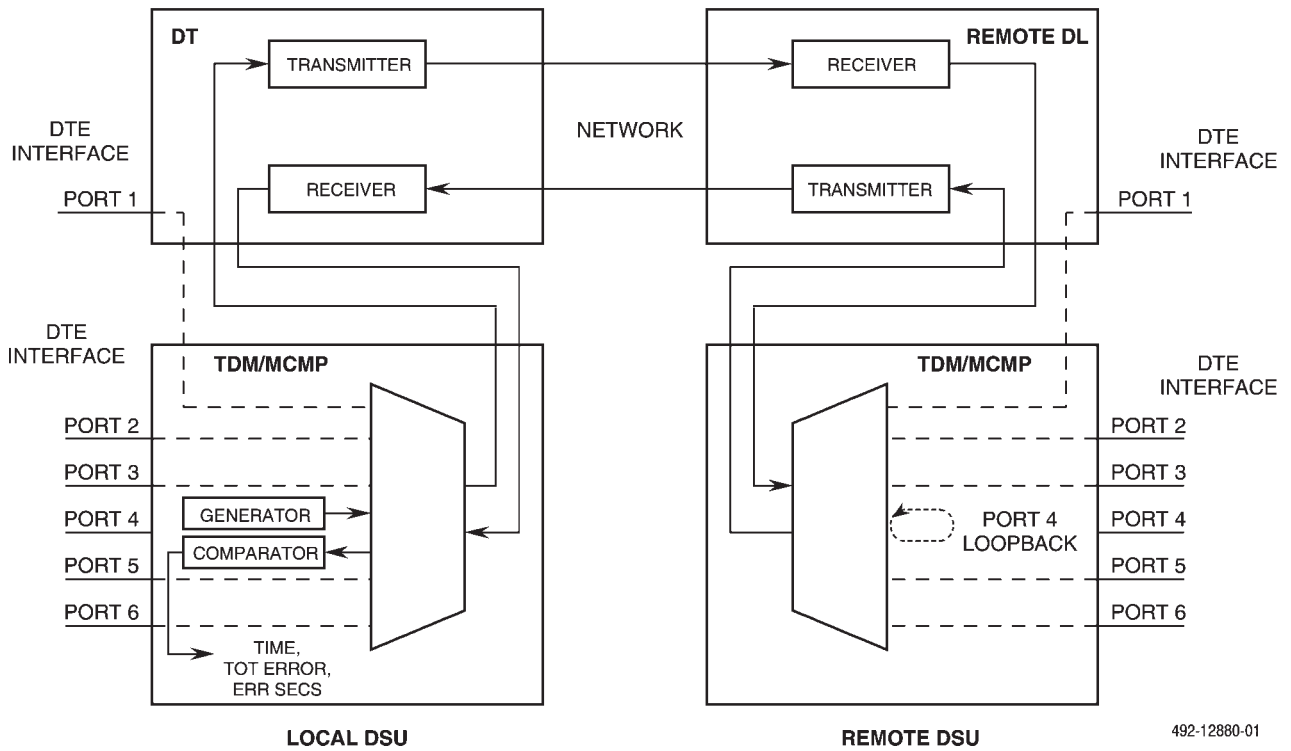 DT
TRANSMITTER
RECEIVER
DTE
INTERFACE
PORT 1
NETWORK
REMOTE DL
RECEIVER
TRANSMITTER
DTE
INTERFACE
PORT 1
DTE
INTERFACE
TDM/MCMP
PORT 2
PORT 3
GENERATOR
PORT 4
COMPARATOR
PORT 5
PORT 6
TIME,
TOT ERROR,
ERR SECS
LOCAL DSU
TDM/MCMP
DTE
INTERFACE
PORT 2
PORT 3
PORT 4
LOOPBACK
PORT 4
PORT 5
PORT 6
REMOTE DSU
492-12880-01